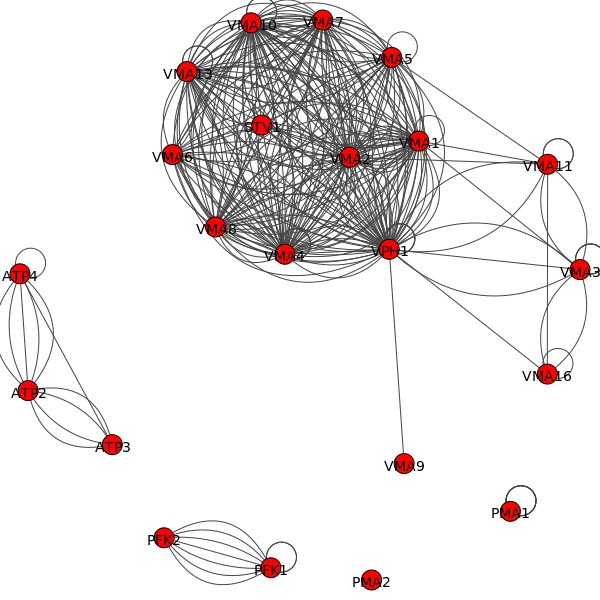 VMA10
VMA7
VMA5
VMA13
STV1
VMA1
VMA6
VMA2
VMA11
VMA8
VMA4
VPH1
VMA3
ATP4
VMA16
ATP2
ATP3
VMA9
PMA1
PFK2
PFK1
PMA2